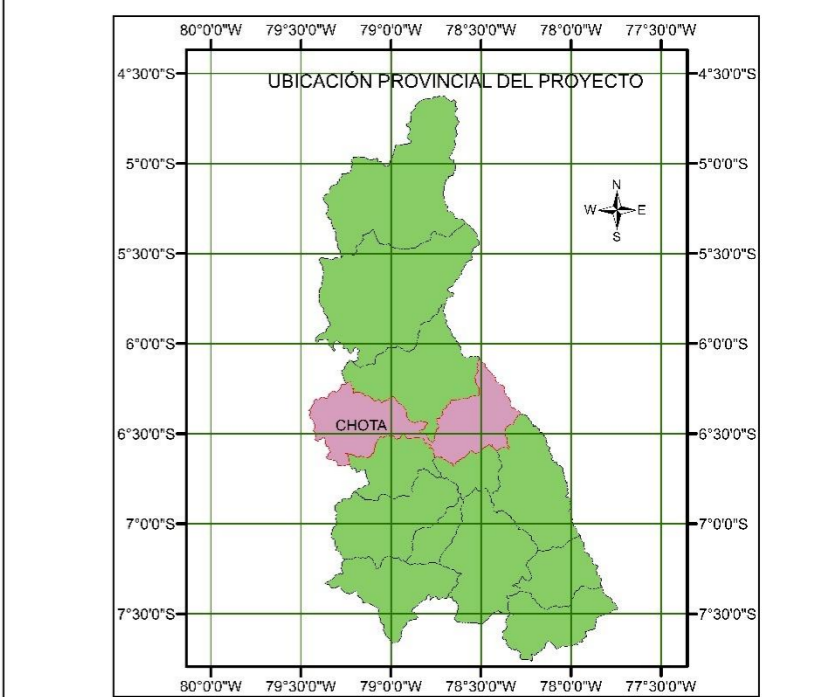 80°0'0"W 79°30'0"W 79°0'0"W 78°30'0"W 78°0'0"W 77°30'0"W
4°30'0"S 4°30'0"S
UBICACIÓN PROVINCIAL DEL PROYECTO
5°0'0"S 5°0'0"S
N
W E
S
5°30'0"S 5°30'0"S
6°0'0"S 6°0'0"S
CHOTA
6°30'0"S 6°30'0"S
7°0'0"S 7°0'0"S
7°30'0"S 7°30'0"S
80°0'0"W 79°30'0"W 79°0'0"W 78°30'0"W 78°0'0"W 77°30'0"W